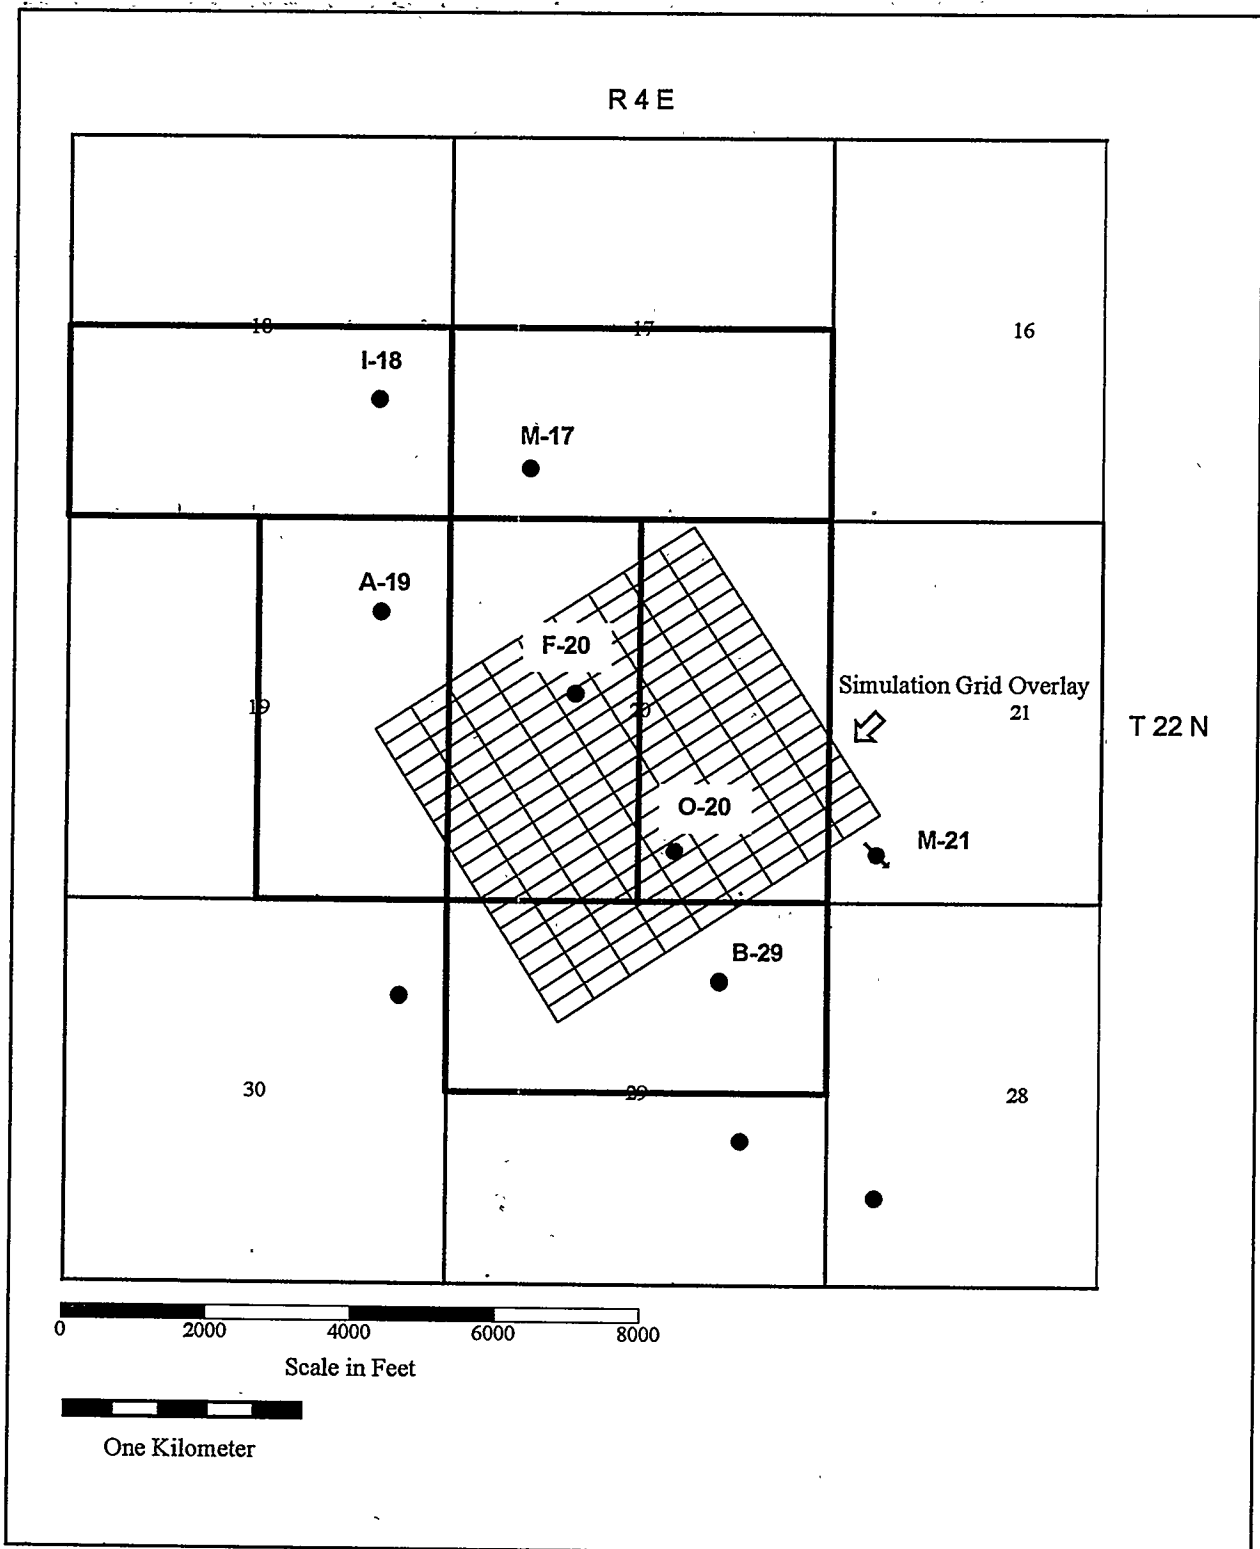 R 4 E
18
17
16
I-18
M-17
A-19
F-20
19
20
Simulation Grid Overlay
21
T 22 N
O-20
M-21
B-29
30
29
28
0 2000 4000 6000 8000
Scale in Feet
One Kilometer